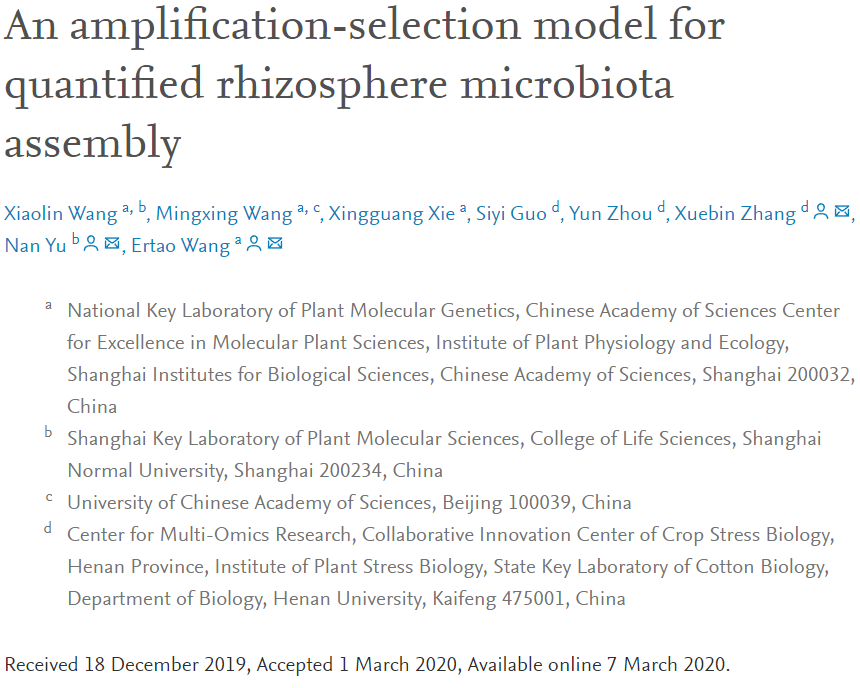 An amplification-selection model for
quantified rhizosphere microbiota
assembly
Xiaolin Wang a, b, Mingxing Wang a, c, Xingguang Xie a, Siyi Guo d, Yun Zhou d, Xuebin Zhang d,
Nan Yu b, Ertao Wang a
a National Key Laboratory of Plant Molecular Genetics, Chinese Academy of Sciences Center
for Excellence in Molecular Plant Sciences, Institute of Plant Physiology and Ecology,
Shanghai Institutes for Biological Sciences, Chinese Academy of Sciences, Shanghai 200032,
China
b Shanghai Key Laboratory of Plant Molecular Sciences, College of Life Sciences, Shanghai
Normal University, Shanghai 200234, China
c University of Chinese Academy of Sciences, Beijing 100039, China
d Center for Multi-Omics Research, Collaborative Innovation Center of Crop Stress Biology,
Henan Province, Institute of Plant Stress Biology, State Key Laboratory of Cotton Biology,
Department of Biology, Henan University, Kaifeng 475001, China
Received 18 December 2019, Accepted 1 March 2020, Available online 7 March 2020.